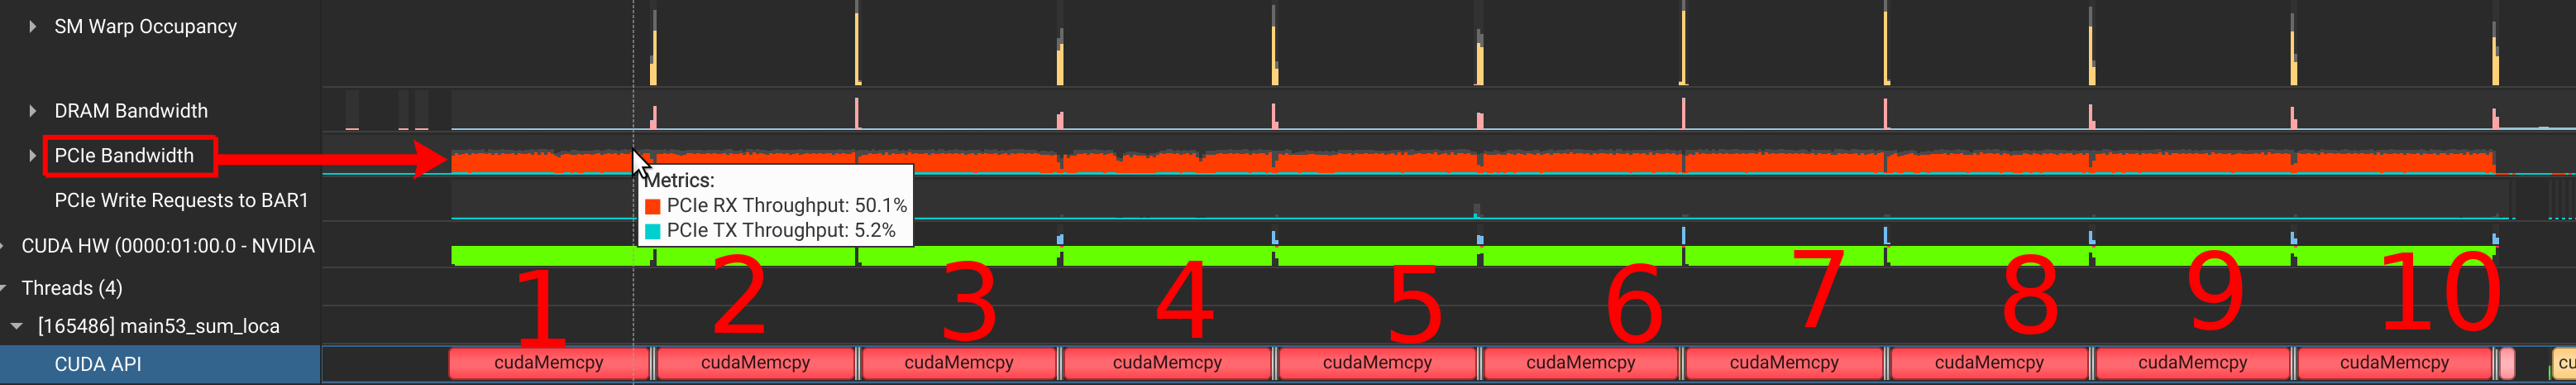 SM Warp Occupancy
DRAM Bandwidth
PCIe Bandwidth
Metrics:
PCIe RX Throughput: 50.1%
PCIe TX Throughput: 5.2%
PCIe Write Requests to BAR1
CUDA HW (0000:01:00.0 - NVIDIA
1 2 3 4 5 6 7 8 9 10
Threads (4)
[165486] main53_sum_loca
CUDA API
cudaMemcpy cudaMemcpy cudaMemcpy cudaMemcpy cudaMemcpy cudaMemcpy cudaMemcpy cudaMemcpy cudaMemcpy cudaMemcpy cu